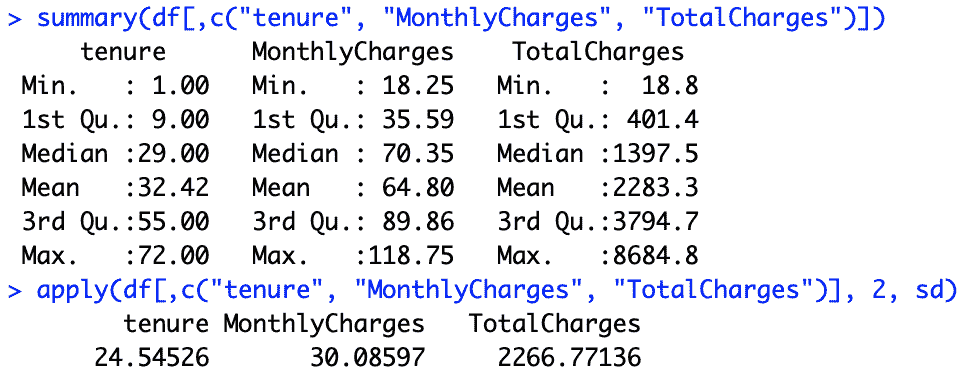 > summary(df[,c("tenure", "MonthlyCharges", "TotalCharges")])
     tenure      MonthlyCharges    TotalCharges
 Min.   : 1.00   Min.   : 18.25   Min.   :  18.8
 1st Qu.: 9.00   1st Qu.: 35.59   1st Qu.: 401.4
 Median :29.00   Median : 70.35   Median :1397.5
 Mean   :32.42   Mean   : 64.80   Mean   :2283.3
 3rd Qu.:55.00   3rd Qu.: 89.86   3rd Qu.:3794.7
 Max.   :72.00   Max.   :118.75   Max.   :8684.8
> apply(df[,c("tenure", "MonthlyCharges", "TotalCharges")], 2, sd)
        tenure MonthlyCharges   TotalCharges
      24.54526       30.08597     2266.77136